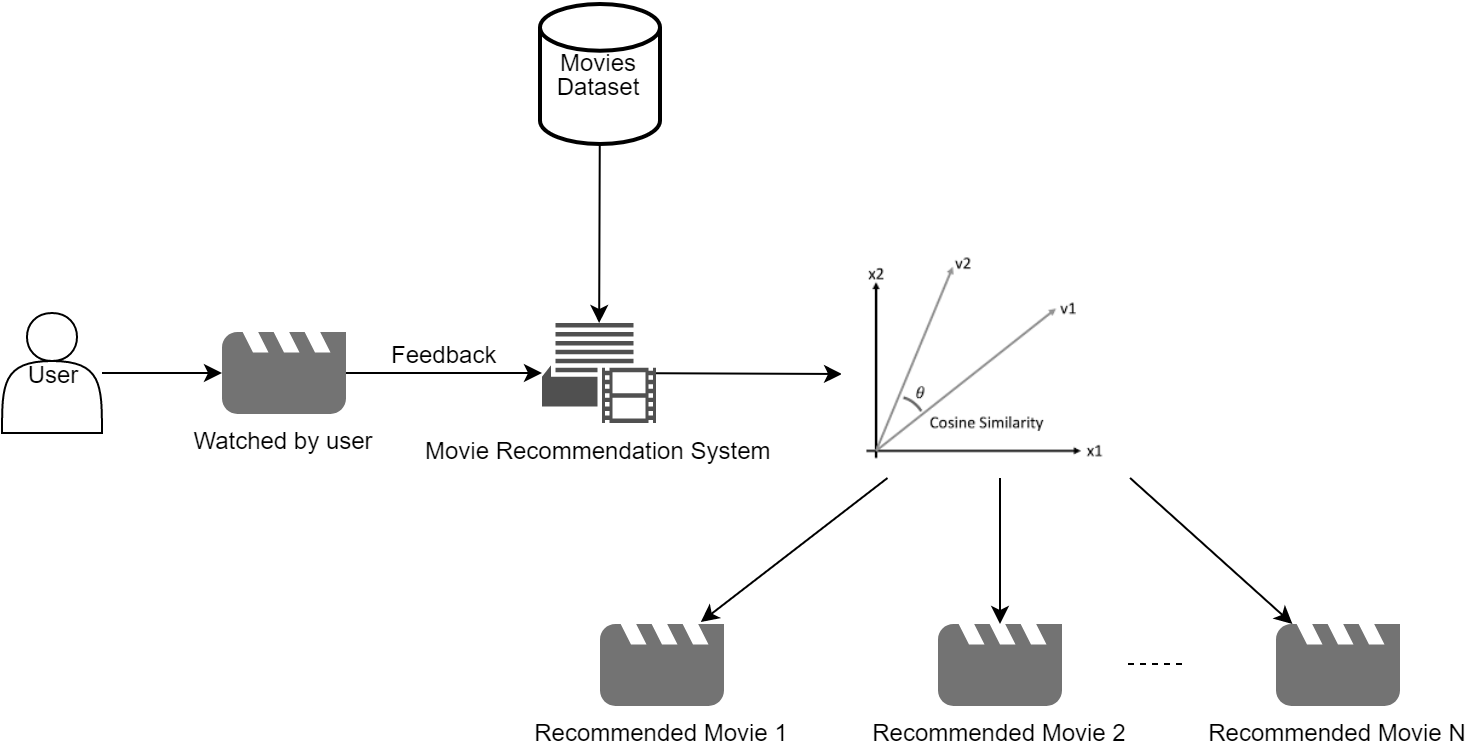 Movies
Dataset
User
Watched by user
Feedback
Movie Recommendation System
x2
v2
v1
θ
Cosine Similarity
x1
Recommended Movie 1
Recommended Movie 2
Recommended Movie N